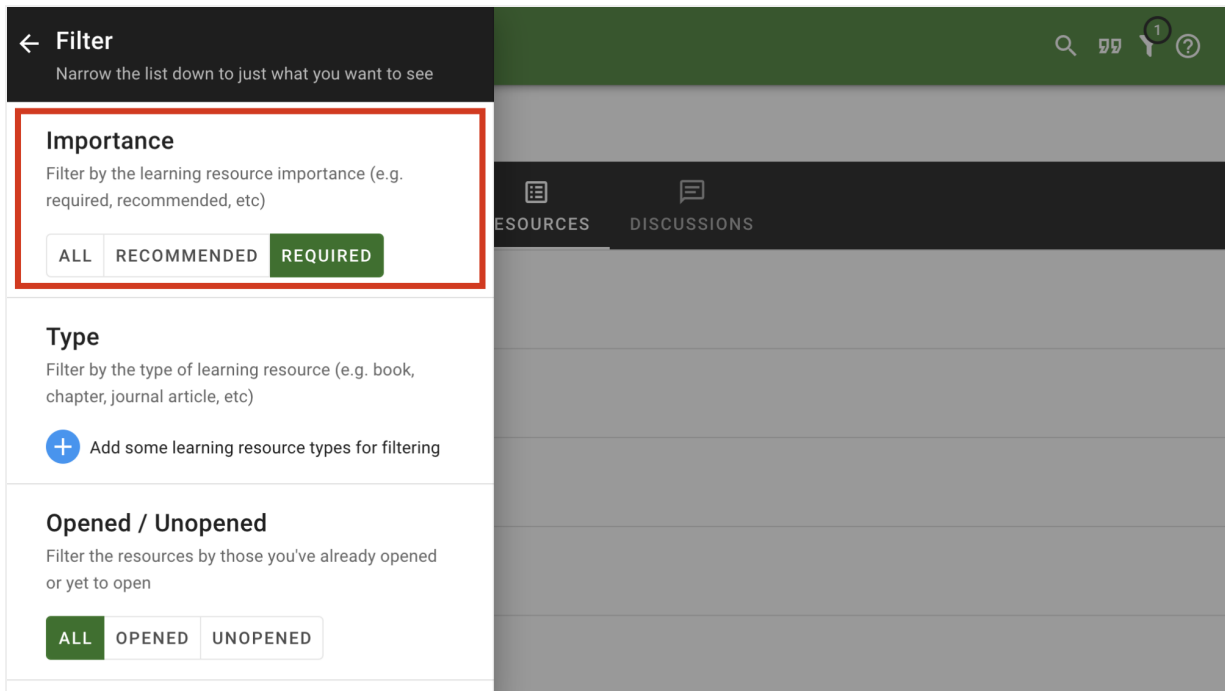 Filter
Narrow the list down to just what you want to see
1
Importance
Filter by the learning resource importance (e.g.
required, recommended, etc)
ALL RECOMMENDED REQUIRED
ESOURCES DISCUSSIONS
Type
Filter by the type of learning resource (e.g. book,
chapter, journal article, etc)
Add some learning resource types for filtering
Opened / Unopened
Filter the resources by those you've already opened
or yet to open
ALL OPENED UNOPENED